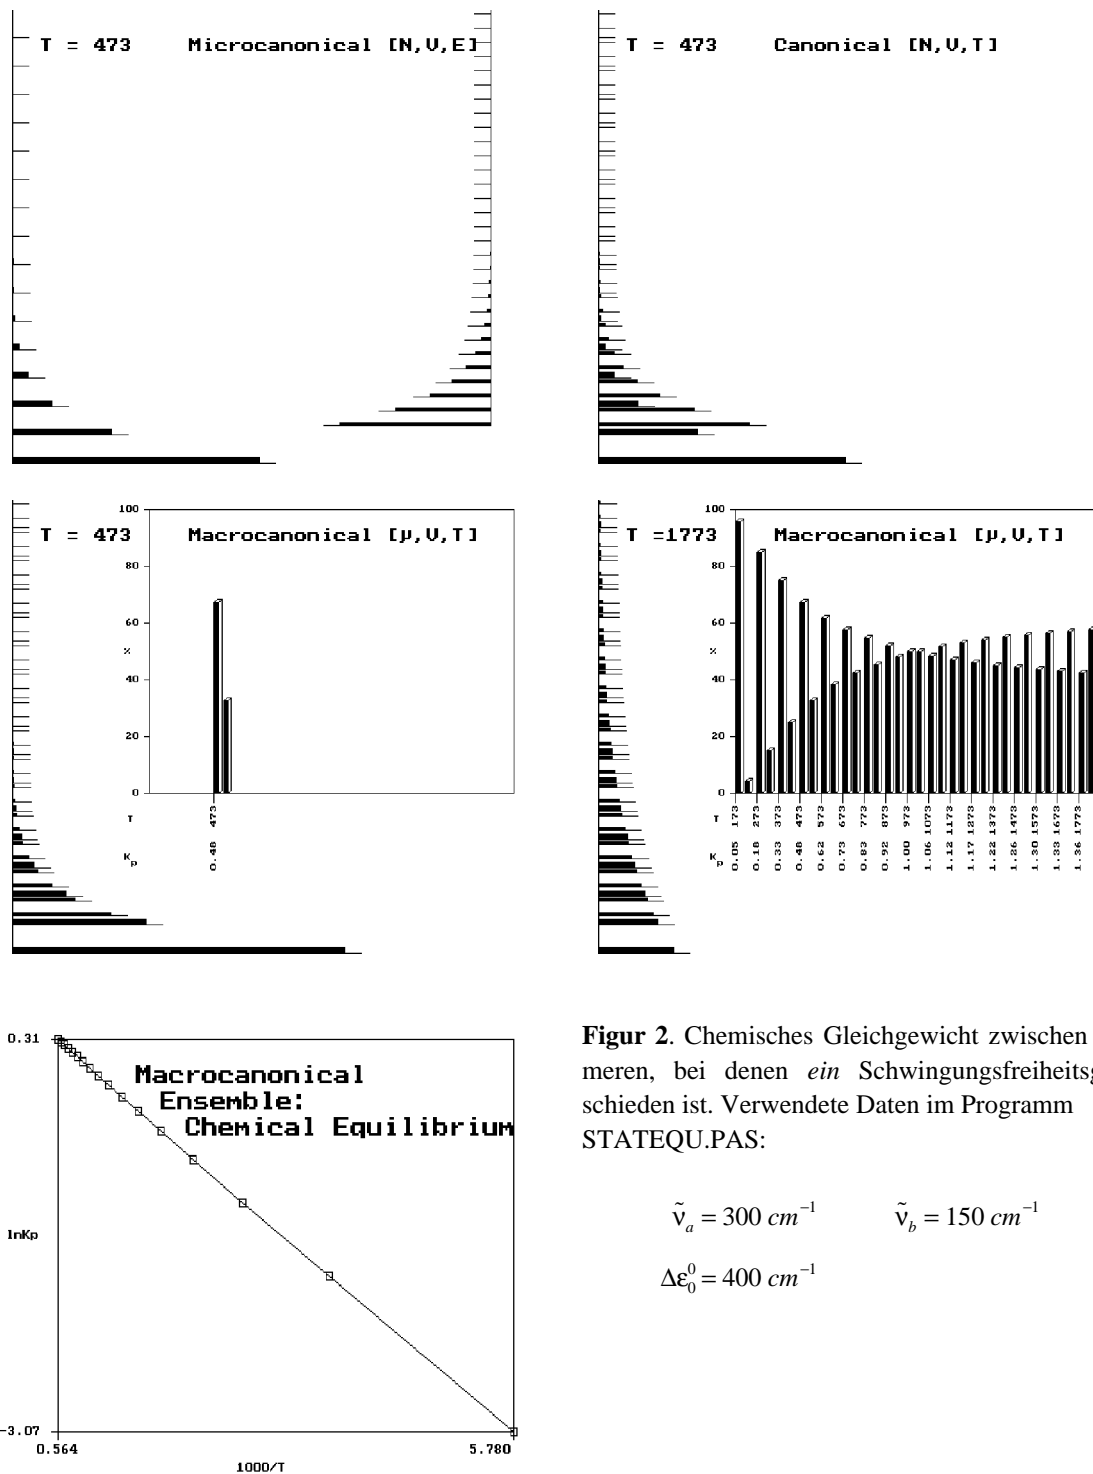 T = 473 Microcanonical [N,V,E]
T = 473 Canonical [N,V,T]
T = 473 Macrocanonical [μ,V,T]
100
80
60
%
40
20
0
T 473
Kp 0.48
T =1773 Macrocanonical [μ,V,T]
100
80
60
%
40
20
0
T 173 273 373 473 573 673 773 873 973 1073 1173 1273 1373 1473 1573 1673 1773
Kp 0.05 0.18 0.33 0.48 0.62 0.73 0.83 0.92 1.00 1.06 1.12 1.17 1.22 1.26 1.30 1.33 1.36
0.31
Macrocanonical
Ensemble:
Chemical Equilibrium
lnKp
-3.07
0.564 5.780
1000/T
Figur 2. Chemisches Gleichgewicht zwischen
meren, bei denen ein Schwingungsfreiheitsg
schieden ist. Verwendete Daten im Programm
STATEQU.PAS:
ν̃a = 300 cm⁻¹ ν̃b = 150 cm⁻¹
Δε₀⁰ = 400 cm⁻¹